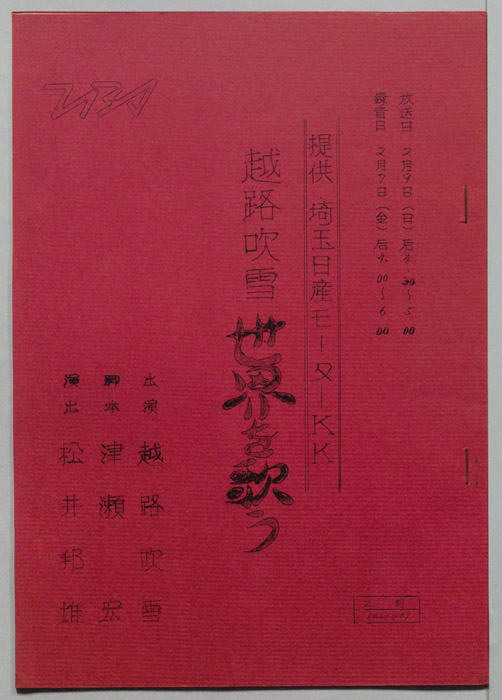 放送日 2月9日(日)后4.30～5.00
録音日 2月7日(金)后4.00～6.00
提供・埼玉日産モーターKK
越路吹雪 世界を歌う
出演 越路吹雪
脚本 津瀬宏
演出 松井邦雄